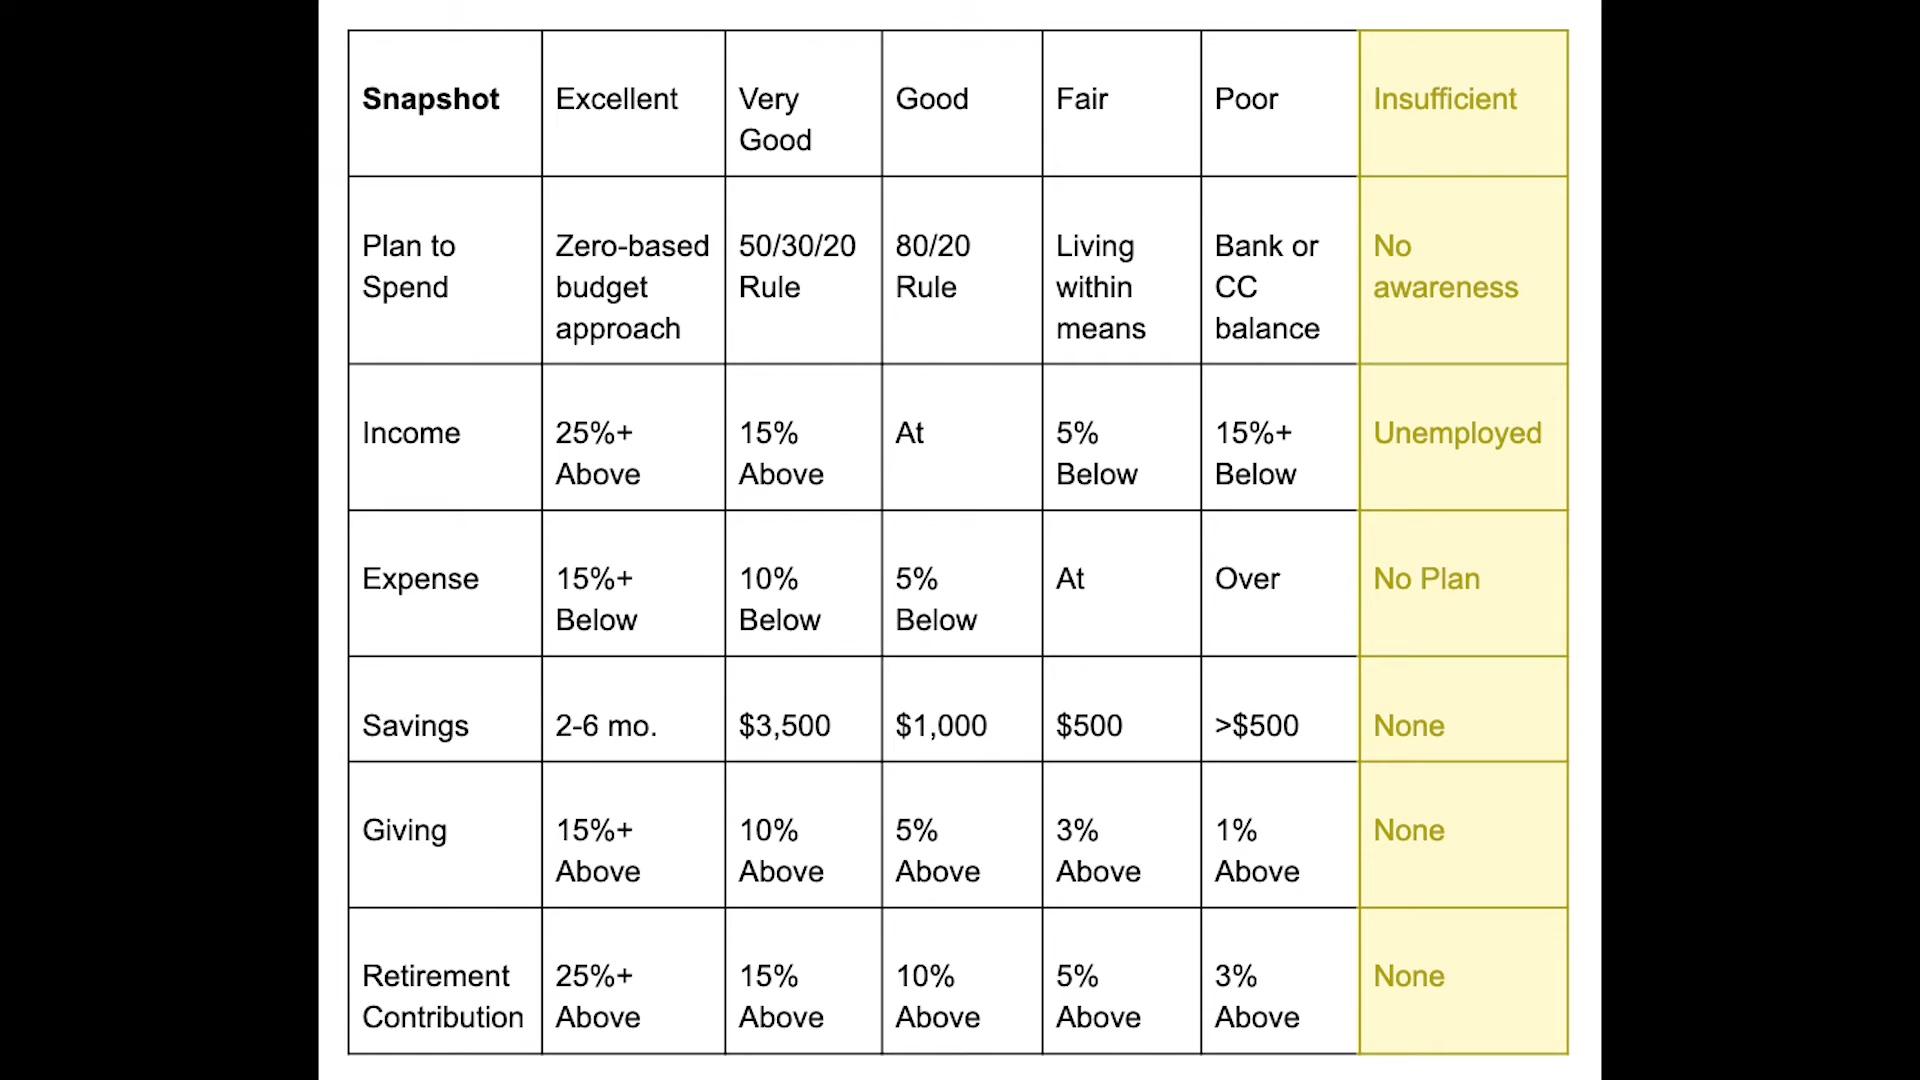 Snapshot
Excellent
Very
Good
Good
Fair
Poor
Insufficient
Plan to
Spend
Zero-based
budget
approach
50/30/20
Rule
80/20
Rule
Living
within
means
Bank or
CC
balance
No
awareness
Income
25%+
Above
15%
Above
At
5%
Below
15%+
Below
Unemployed
Expense
15%+
Below
10%
Below
5%
Below
At
Over
No Plan
Savings
2-6 mo.
$3,500
$1,000
$500
>$500
None
Giving
15%+
Above
10%
Above
5%
Above
3%
Above
1%
Above
None
Retirement
Contribution
25%+
Above
15%
Above
10%
Above
5%
Above
3%
Above
None